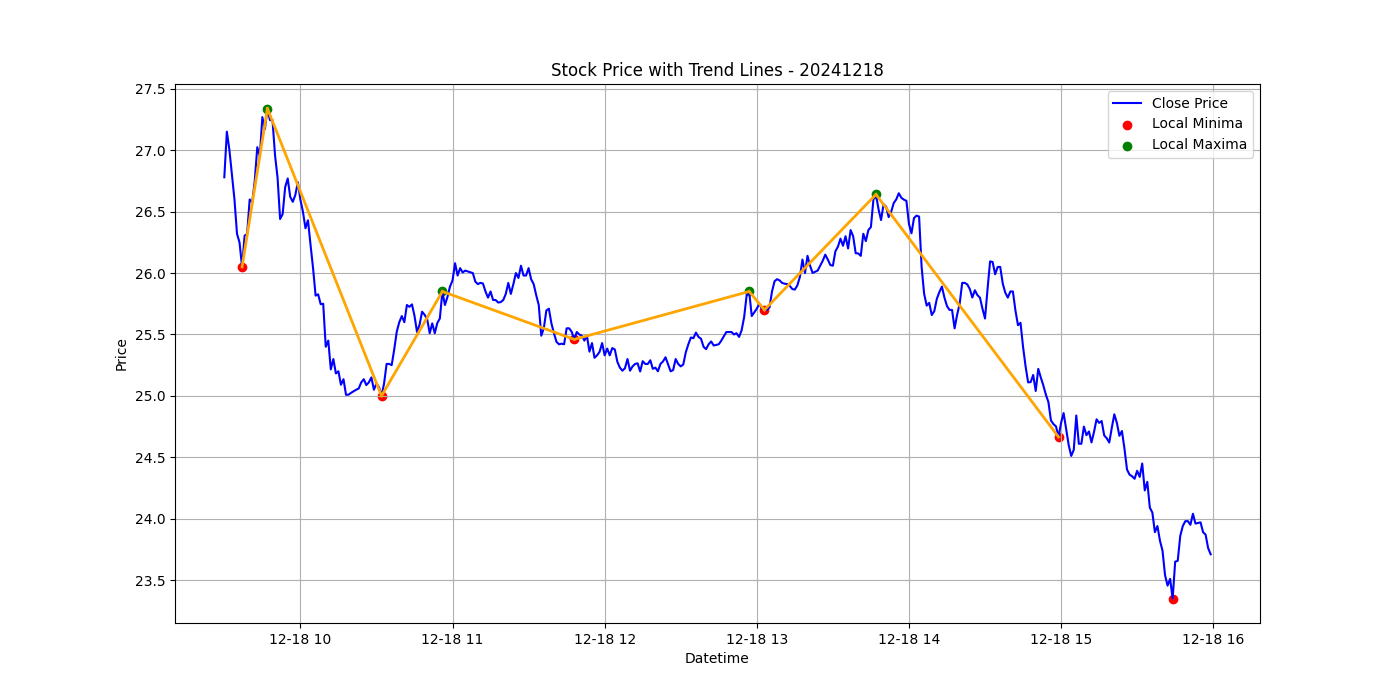 Stock Price with Trend Lines - 20241218
Close Price
Local Minima
Local Maxima
Price
27.5
27.0
26.5
26.0
25.5
25.0
24.5
24.0
23.5
12-18 10
12-18 11
12-18 12
12-18 13
12-18 14
12-18 15
12-18 16
Datetime